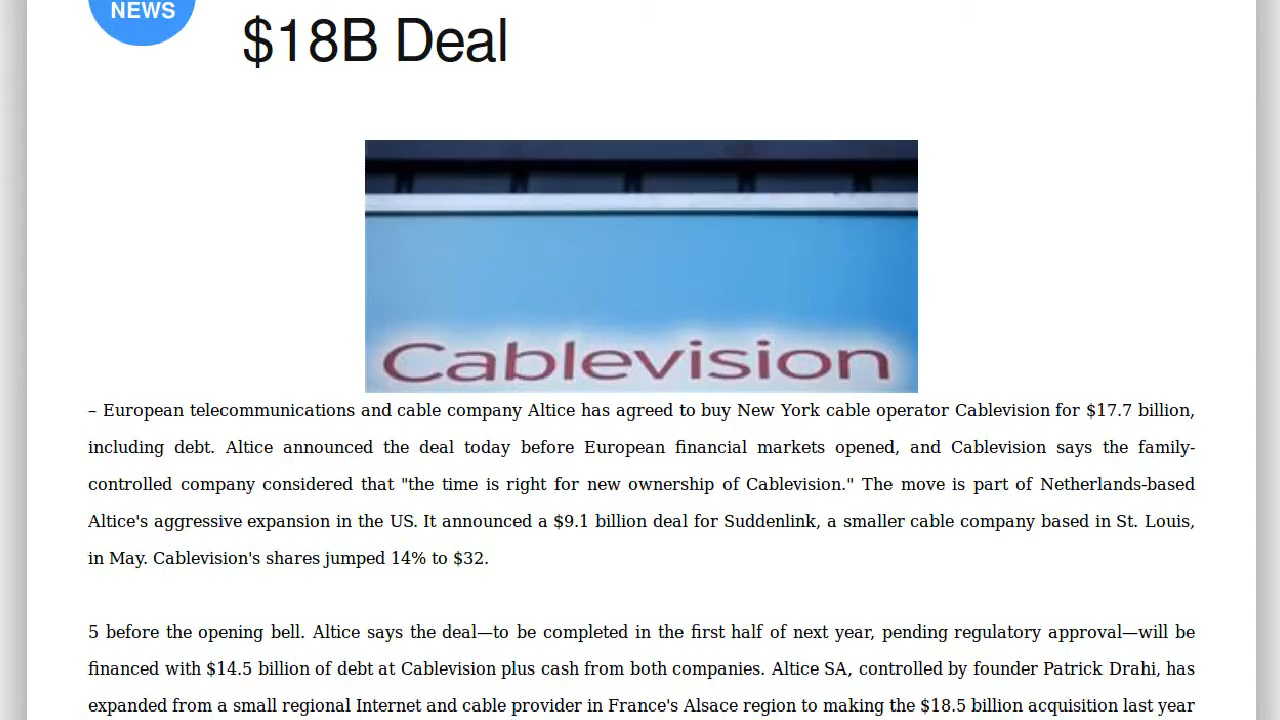 NEWS
$18B Deal
Cablevision
– European telecommunications and cable company Altice has agreed to buy New York cable operator Cablevision for $17.7 billion,
including debt. Altice announced the deal today before European financial markets opened, and Cablevision says the family-
controlled company considered that "the time is right for new ownership of Cablevision." The move is part of Netherlands-based
Altice's aggressive expansion in the US. It announced a $9.1 billion deal for Suddenlink, a smaller cable company based in St. Louis,
in May. Cablevision's shares jumped 14% to $32.
5 before the opening bell. Altice says the deal—to be completed in the first half of next year, pending regulatory approval—will be
financed with $14.5 billion of debt at Cablevision plus cash from both companies. Altice SA, controlled by founder Patrick Drahi, has
expanded from a small regional Internet and cable provider in France's Alsace region to making the $18.5 billion acquisition last year